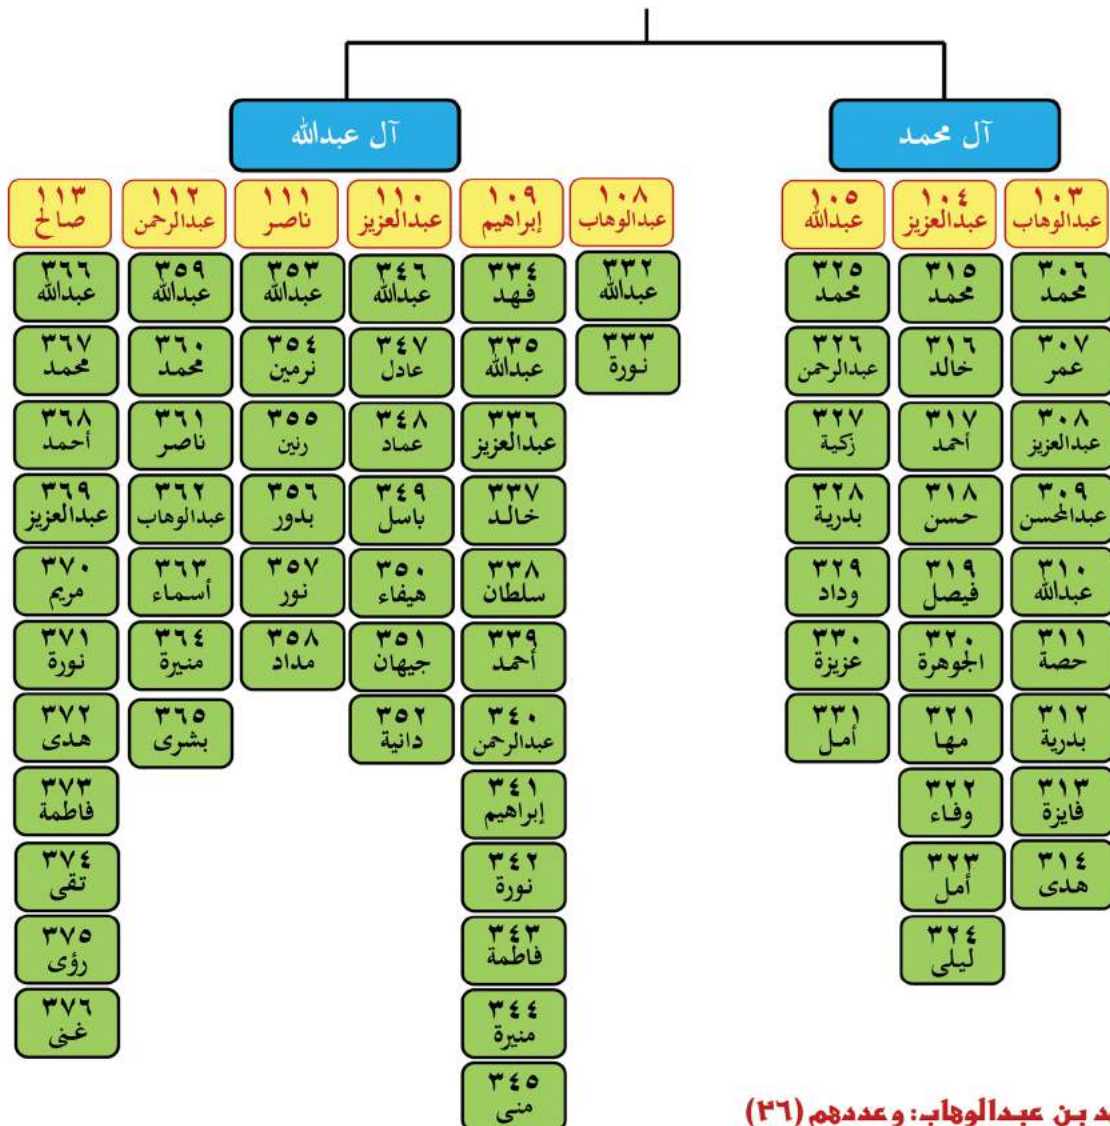 آل محمد
آل عبدالله
١٠٣
عبدالوهاب
٣٠٦
محمد
٣٠٧
عمر
٣٠٨
عبدالعزيز
٣٠٩
عبدالمحسن
٣١٠
عبدالله
٣١١
حصة
٣١٢
بدرية
٣١٣
فايزة
٣١٤
هدى
١٠٤
عبدالعزيز
٣١٥
محمد
٣١٦
خالد
٣١٧
أحمد
٣١٨
حسن
٣١٩
فيصل
٣٢٠
الجوهرة
٣٢١
مها
٣٢٢
وفاء
٣٢٣
أمل
٣٢٤
ليلى
١٠٥
عبدالله
٣٢٥
محمد
٣٢٦
عبدالرحمن
٣٢٧
زكية
٣٢٨
بدرية
٣٢٩
وداد
٣٣٠
عزيزة
٣٣١
أمل
١٠٨
عبدالوهاب
٣٣٢
عبدالله
٣٣٣
نورة
١٠٩
إبراهيم
٣٣٤
فهد
٣٣٥
عبدالله
٣٣٦
عبدالعزيز
٣٣٧
خالد
٣٣٨
سلطان
٣٣٩
أحمد
٣٤٠
عبدالرحمن
٣٤١
إبراهيم
٣٤٢
نورة
٣٤٣
فاطمة
٣٤٤
منيرة
٣٤٥
منى
١١٠
عبدالعزيز
٣٤٦
عبدالله
٣٤٧
عادل
٣٤٨
عماد
٣٤٩
باسل
٣٥٠
هيفاء
٣٥١
جيهان
٣٥٢
دانية
١١١
ناصر
٣٥٣
عبدالله
٣٥٤
نرمين
٣٥٥
رنين
٣٥٦
بدور
٣٥٧
نور
٣٥٨
مداد
١١٢
عبدالرحمن
٣٥٩
عبدالله
٣٦٠
محمد
٣٦١
ناصر
٣٦٢
عبدالوهاب
٣٦٣
أسماء
٣٦٤
منيرة
٣٦٥
بشرى
١١٣
صالح
٣٦٦
عبدالله
٣٦٧
محمد
٣٦٨
أحمد
٣٦٩
عبدالعزيز
٣٧٠
مريم
٣٧١
نورة
٣٧٢
هدى
٣٧٣
فاطمة
٣٧٤
تقى
٣٧٥
رؤى
٣٧٦
غنى
بن عبدالوهاب: وعددهم (٢٦)